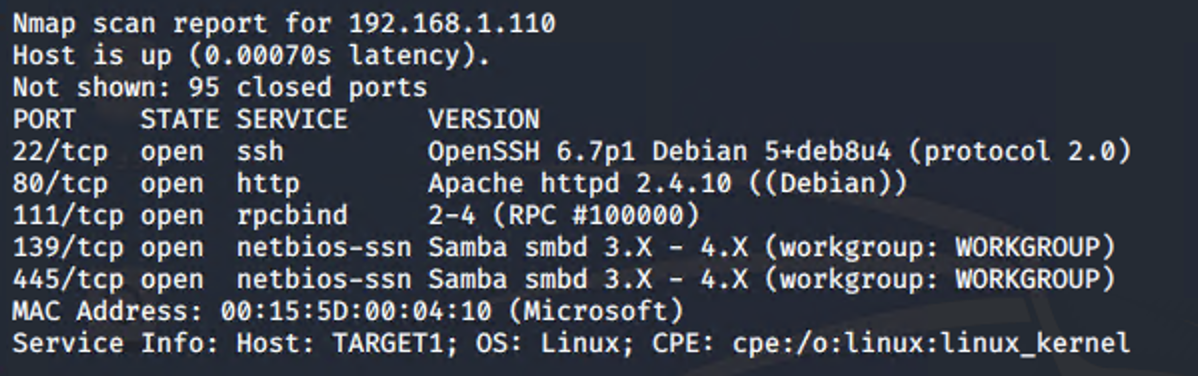 Nmap scan report for 192.168.1.110
Host is up (0.00070s latency).
Not shown: 95 closed ports
PORT    STATE SERVICE     VERSION
22/tcp  open  ssh         OpenSSH 6.7p1 Debian 5+deb8u4 (protocol 2.0)
80/tcp  open  http        Apache httpd 2.4.10 ((Debian))
111/tcp open  rpcbind     2-4 (RPC #100000)
139/tcp open  netbios-ssn Samba smbd 3.X - 4.X (workgroup: WORKGROUP)
445/tcp open  netbios-ssn Samba smbd 3.X - 4.X (workgroup: WORKGROUP)
MAC Address: 00:15:5D:00:04:10 (Microsoft)
Service Info: Host: TARGET1; OS: Linux; CPE: cpe:/o:linux:linux_kernel